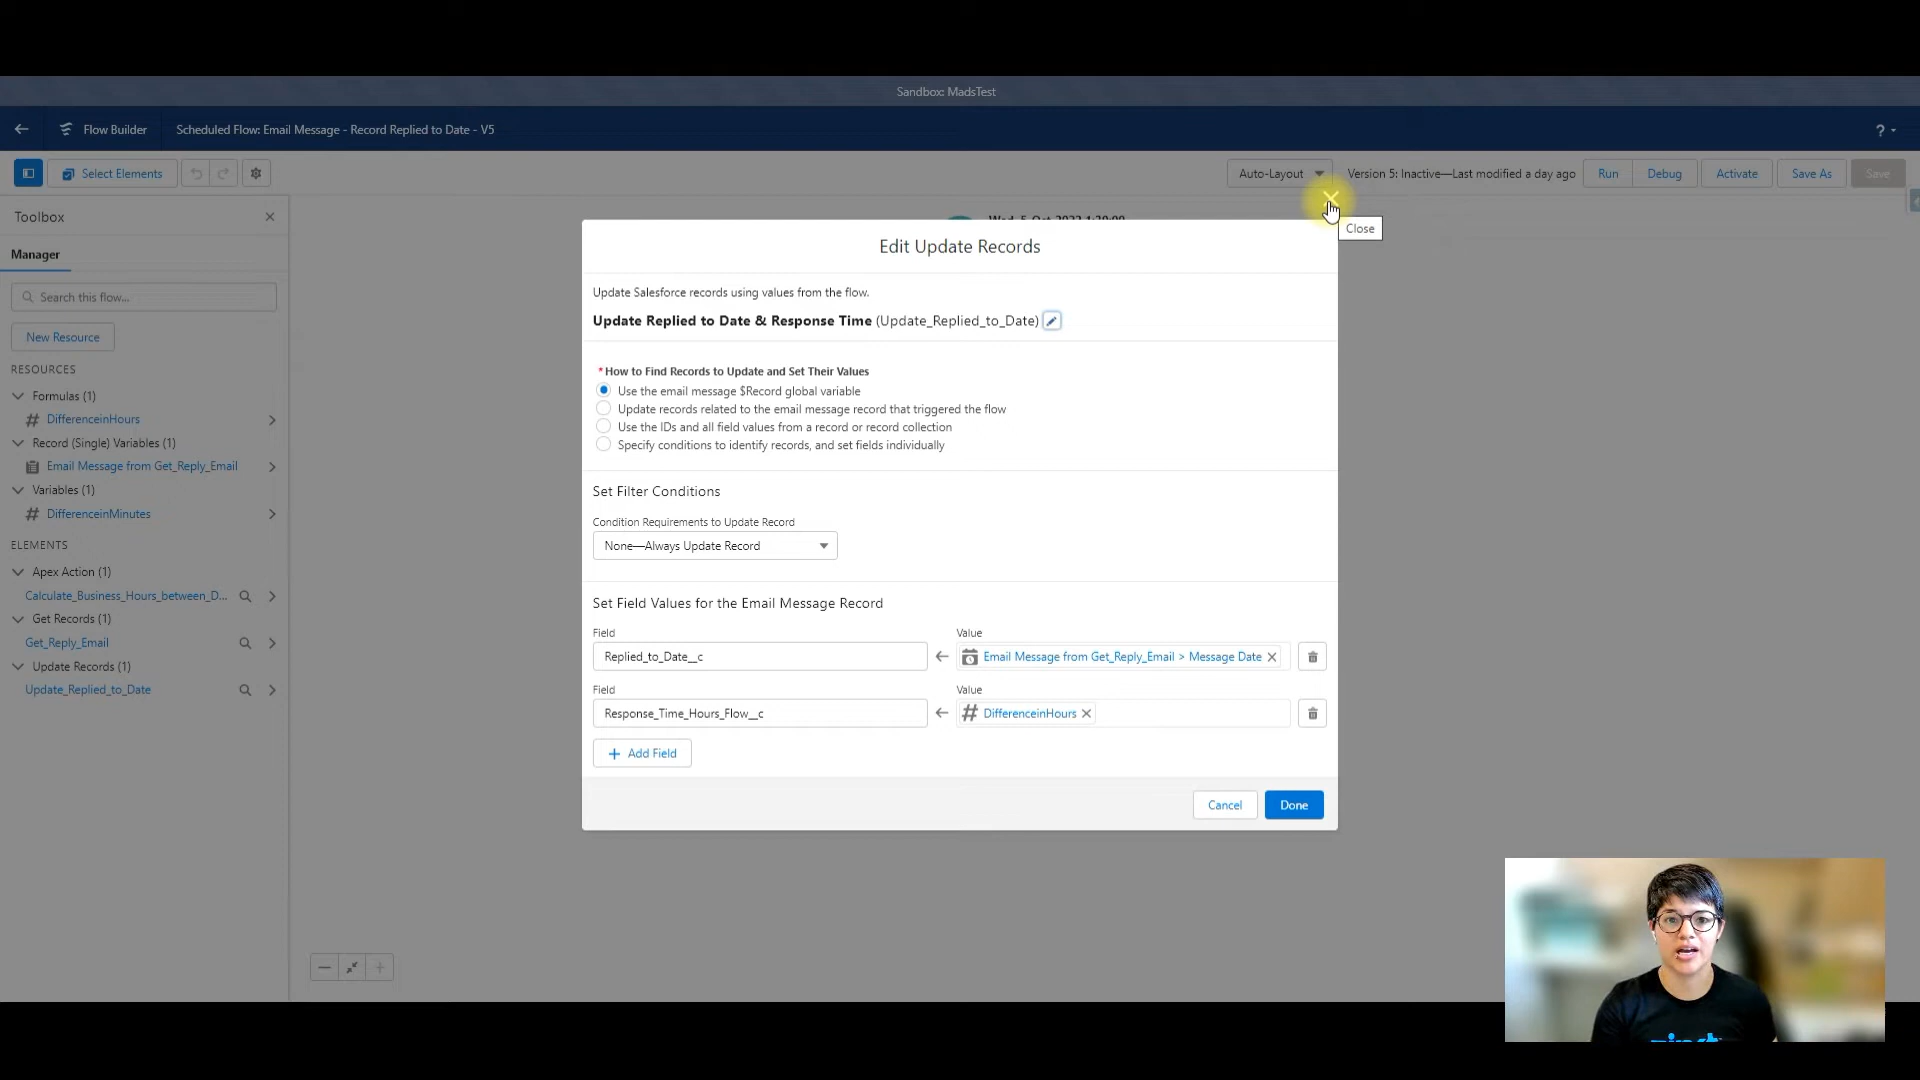 Sandbox: MadsTest
Flow Builder
Scheduled Flow: Email Message - Record Replied to Date - V5
?
Select Elements
Auto-Layout
Version 5: Inactive—Last modified a day ago
Run
Debug
Activate
Save As
Save
Toolbox
Manager
Search this flow...
New Resource
RESOURCES
Formulas (1)
DifferenceinHours
Record (Single) Variables (1)
Email Message from Get_Reply_Email
Variables (1)
DifferenceinMinutes
ELEMENTS
Apex Action (1)
Calculate_Business_Hours_between_D...
Get Records (1)
Get_Reply_Email
Update Records (1)
Update_Replied_to_Date
Close
Edit Update Records
Update Salesforce records using values from the flow.
Update Replied to Date & Response Time (Update_Replied_to_Date)
*How to Find Records to Update and Set Their Values
Use the email message $Record global variable
Update records related to the email message record that triggered the flow
Use the IDs and all field values from a record or record collection
Specify conditions to identify records, and set fields individually
Set Filter Conditions
Condition Requirements to Update Record
None—Always Update Record
Set Field Values for the Email Message Record
Field
Value
Replied_to_Date__c
Email Message from Get_Reply_Email > Message Date
Field
Value
Response_Time_Hours_Flow__c
DifferenceinHours
Add Field
Cancel
Done